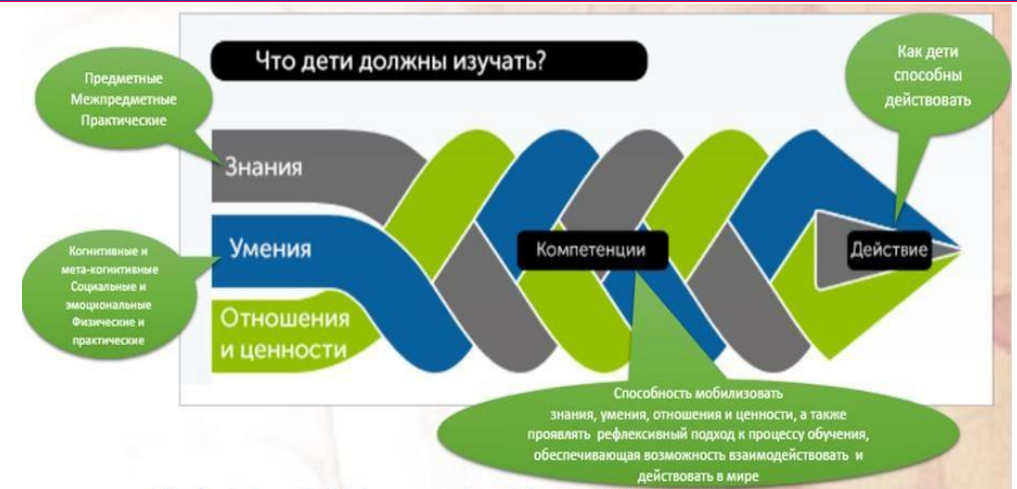 Что дети должны изучать?
Как дети
способны
действовать
Предметные
Межпредметные
Практические
Знания
Умения
Отношения
и ценности
Когнитивные и
мета-когнитивные
Социальные и
эмоциональные
Физические и
практические
Компетенции
Действие
Способность мобилизовать
знания, умения, отношения и ценности, а также
проявлять рефлексивный подход к процессу обучения,
обеспечивающая возможность взаимодействовать и
действовать в мире